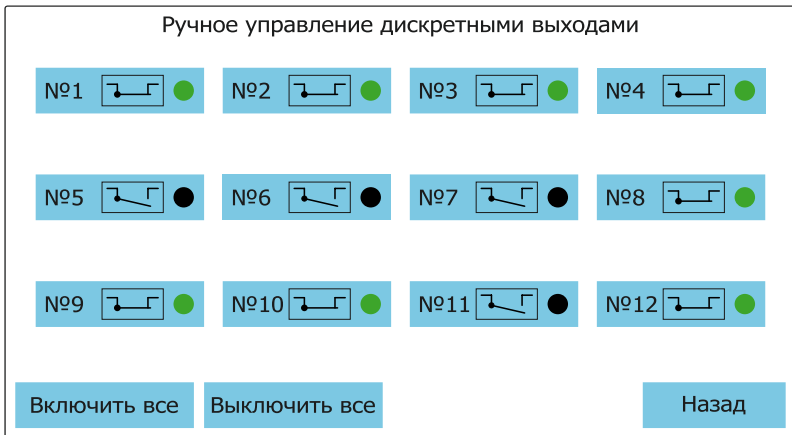 Ручное управление дискретными выходами
№1 №2 №3 №4
№5 №6 №7 №8
№9 №10 №11 №12
Включить все Выключить все Назад